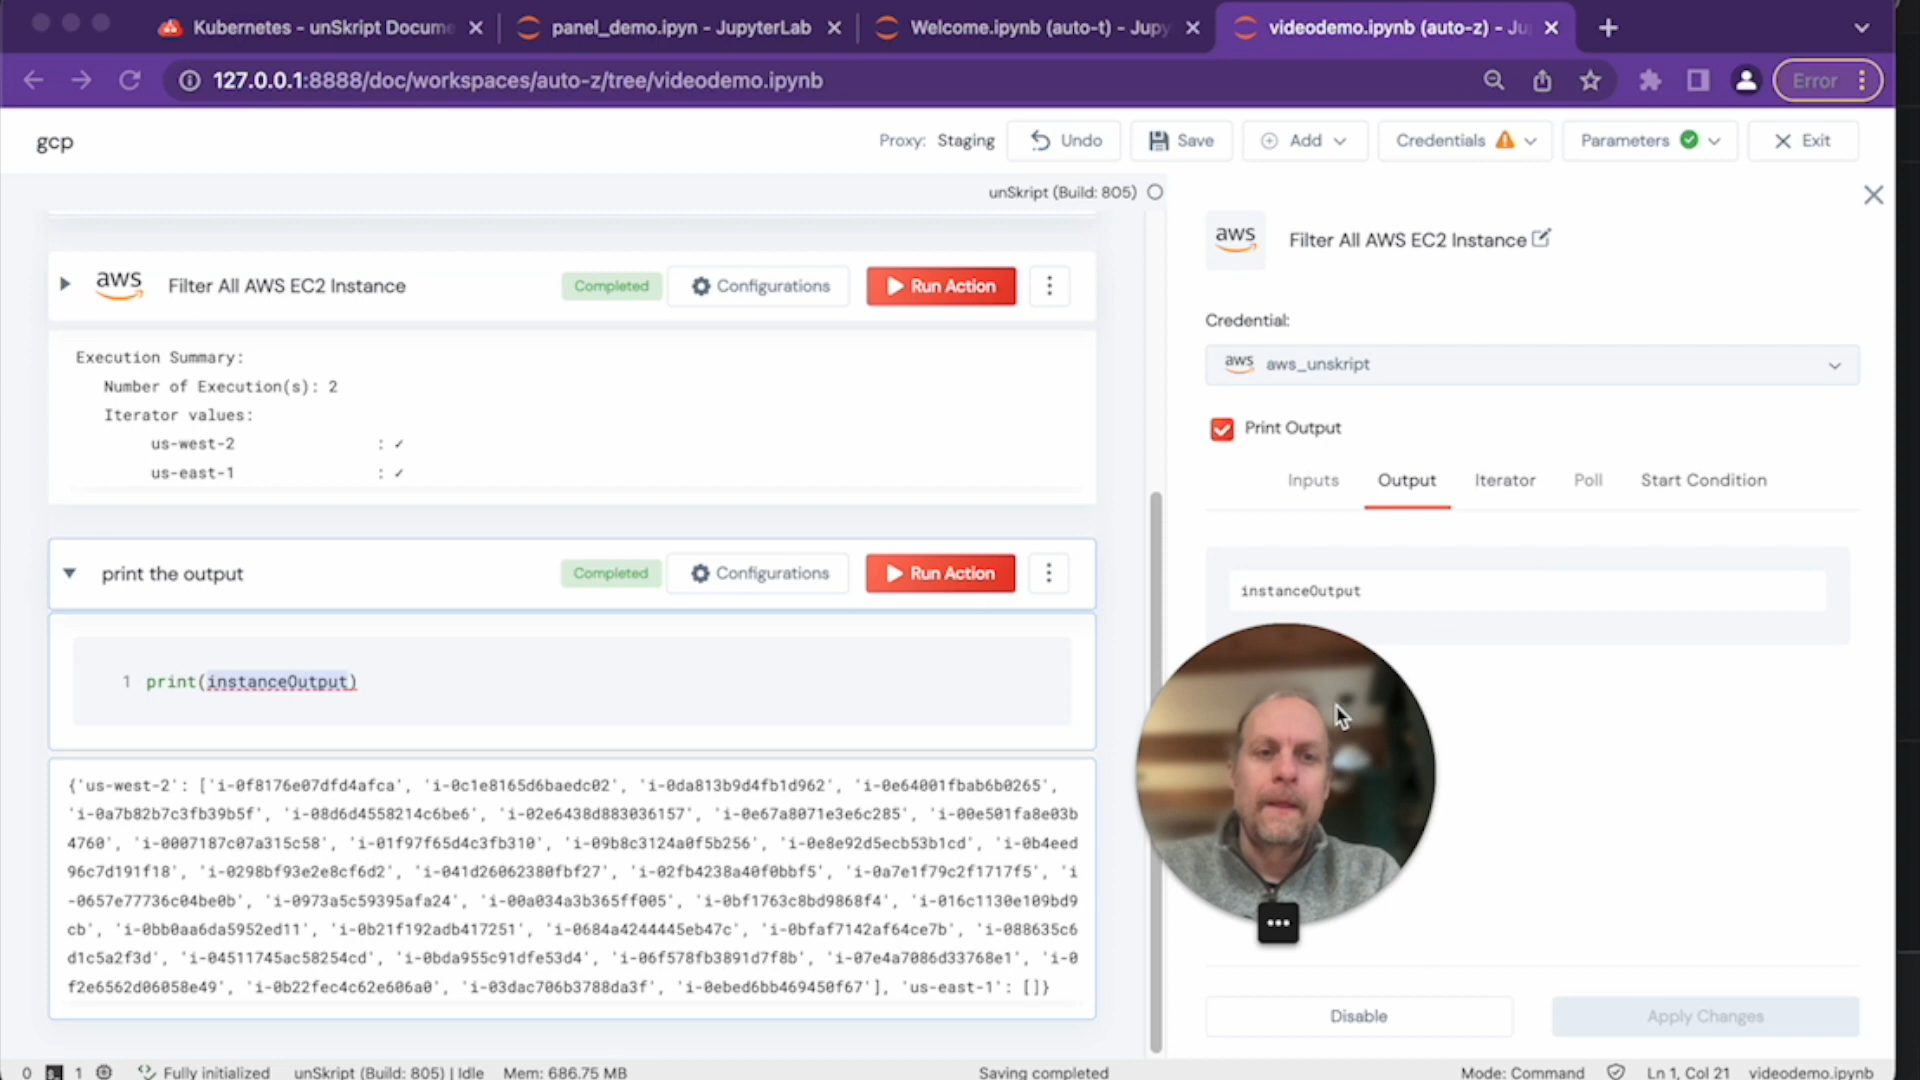 Kubernetes - unSkript Docume
panel_demo.ipyn - JupyterLab
Welcome.ipynb (auto-t) - Jupy
videodemo.ipynb (auto-z) - Ju
127.0.0.1:8888/doc/workspaces/auto-z/tree/videodemo.ipynb
Error
gcp
Proxy: Staging
Undo
Save
Add
Credentials
Parameters
Exit
unSkript (Build: 805)
aws
Filter All AWS EC2 Instance
Completed
Configurations
Run Action
Execution Summary:
Number of Execution(s): 2
Iterator values:
us-west-2 : ✓
us-east-1 : ✓
print the output
Completed
Configurations
Run Action
1 print(instanceOutput)
{'us-west-2': ['i-0f8176e07dfd4afca', 'i-0c1e8165d6baedc02', 'i-0da813b9d4fb1d962', 'i-0e64001fbab6b0265',
'i-0a7b82b7c3fb39b5f', 'i-08d6d4558214c6be6', 'i-02e6438d883036157', 'i-0e67a8071e3e6c285', 'i-00e501fa8e03b
4760', 'i-0007187c07a315c58', 'i-01f97f65d4c3fb310', 'i-09b8c3124a0f5b256', 'i-0e8e92d5ecb53b1cd', 'i-0b4eed
96c7d191f18', 'i-0298bf93e2e8cf6d2', 'i-041d26062380fbf27', 'i-02fb4238a40f0bbf5', 'i-0a7e1f79c2f1717f5', 'i
-0657e77736c04be0b', 'i-0973a5c59395afa24', 'i-00a034a3b365ff005', 'i-0bf1763c8bd9868f4', 'i-016c1130e109bd9
cb', 'i-0bb0aa6da5952ed11', 'i-0b21f192adb417251', 'i-0684a4244445eb47c', 'i-0bfaf7142af64ce7b', 'i-088635c6
d1c5a2f3d', 'i-04511745ac58254cd', 'i-0bda955c91dfe53d4', 'i-06f578fb3891d7f8b', 'i-07e4a7086d33768e1', 'i-0
f2e6562d06058e49', 'i-0b22fec4c62e606a0', 'i-03dac706b3788da3f', 'i-0ebed6bb469450f67'], 'us-east-1': []}
aws
Filter All AWS EC2 Instance
Credential:
aws aws_unskript
Print Output
Inputs
Output
Iterator
Poll
Start Condition
instanceOutput
Disable
Apply Changes
0
1
Fully initialized
unSkript (Build: 805) | Idle
Mem: 686.75 MB
Saving completed
Mode: Command
Ln 1, Col 21
videodemo.ipynb